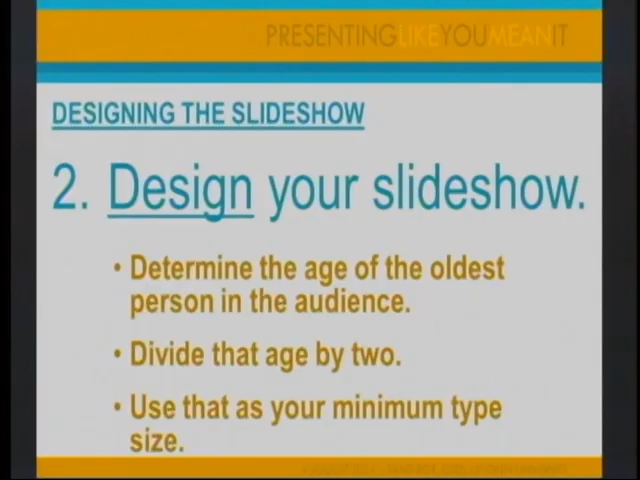 PRESENTINGLIKEYOUMEANIT
DESIGNING THE SLIDESHOW
2. Design your slideshow.
• Determine the age of the oldest
person in the audience.
• Divide that age by two.
• Use that as your minimum type
size.